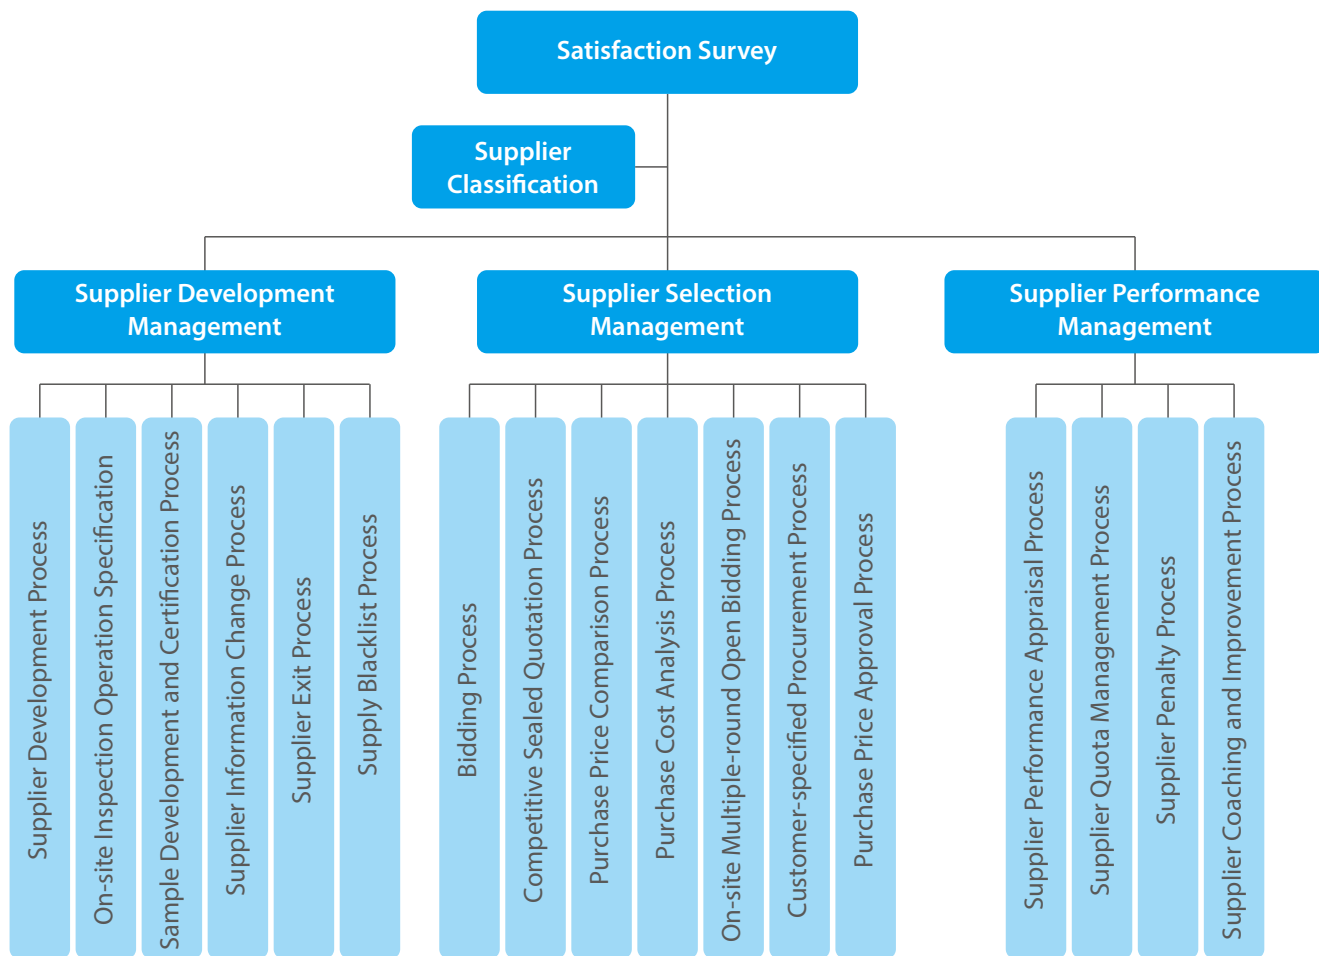 Satisfaction Survey
Supplier
Classification
Supplier Development
Management
Supplier Selection
Management
Supplier Performance
Management
Supplier Development Process
On-site Inspection Operation Specification
Sample Development and Certification Process
Supplier Information Change Process
Supplier Exit Process
Supply Blacklist Process
Bidding Process
Competitive Sealed Quotation Process
Purchase Price Comparison Process
Purchase Cost Analysis Process
On-site Multiple-round Open Bidding Process
Customer-specified Procurement Process
Purchase Price Approval Process
Supplier Performance Appraisal Process
Supplier Quota Management Process
Supplier Penalty Process
Supplier Coaching and Improvement Process